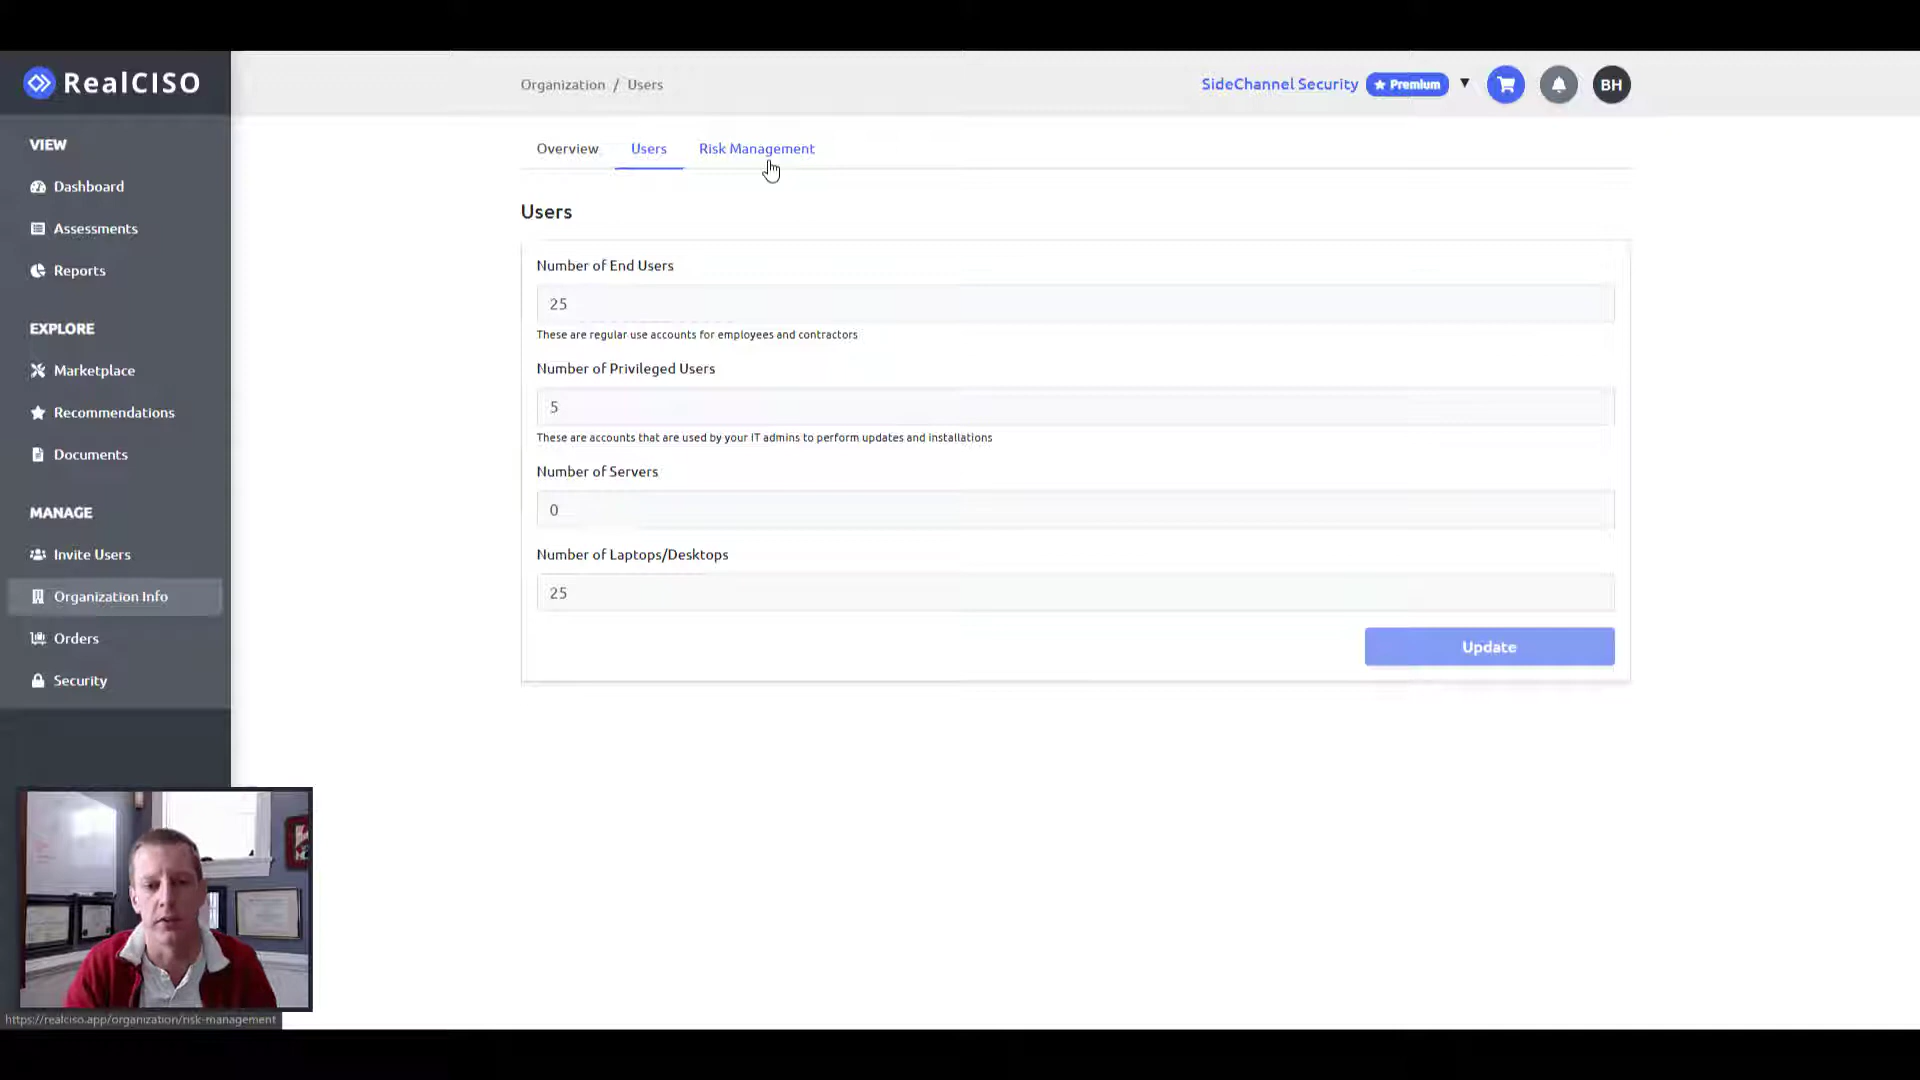 RealCISO
Organization / Users
SideChannel Security
Premium
BH
VIEW
Dashboard
Assessments
Reports
EXPLORE
Marketplace
Recommendations
Documents
MANAGE
Invite Users
Organization Info
Orders
Security
Overview
Users
Risk Management
Users
Number of End Users
25
These are regular use accounts for employees and contractors
Number of Privileged Users
5
These are accounts that are used by your IT admins to perform updates and installations
Number of Servers
0
Number of Laptops/Desktops
25
Update
https://realciso.app/organization/risk-management